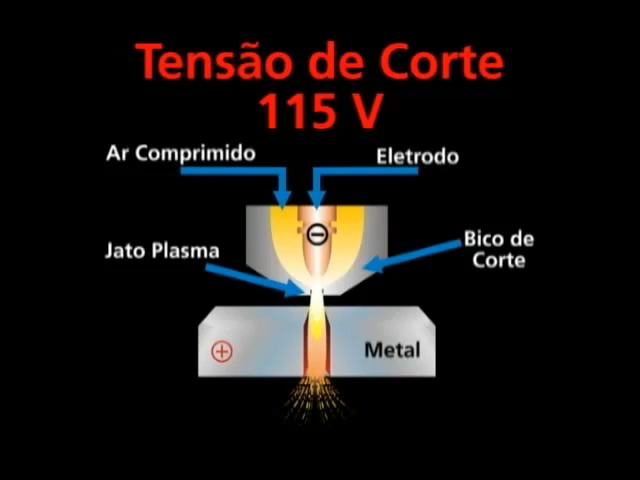 Tensão de Corte
115 V
Ar Comprimido
Eletrodo
Jato Plasma
Bico de
Corte
Metal